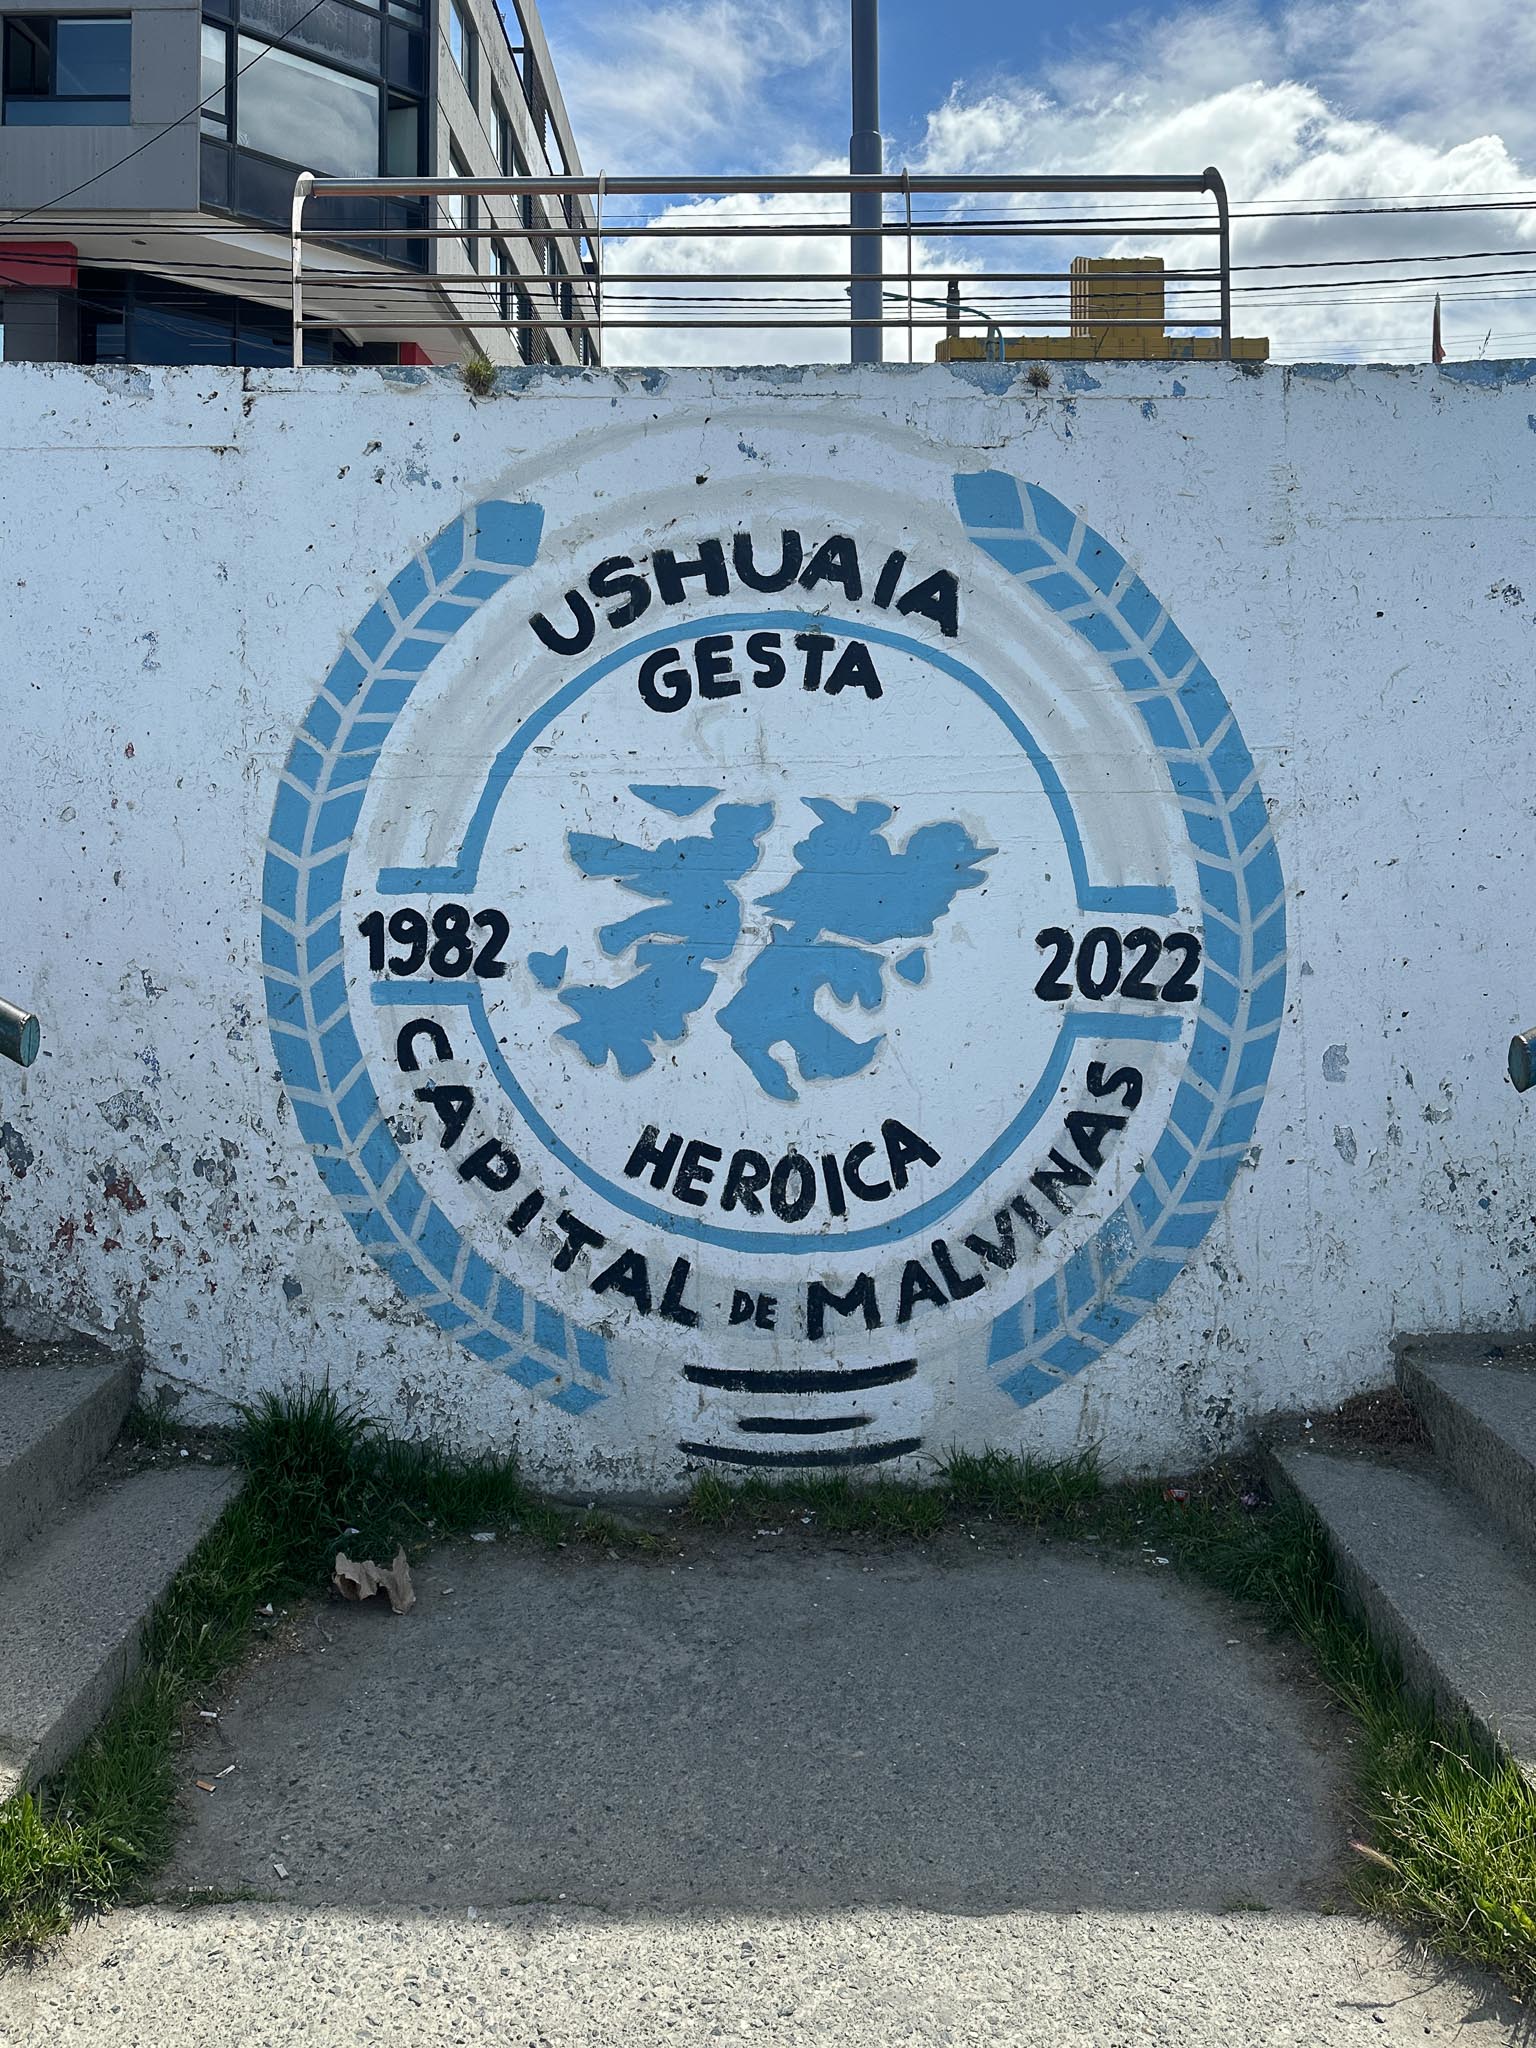 USHUAIA
GESTA
1982
2022
HEROICA
CAPITAL DE MALVINAS